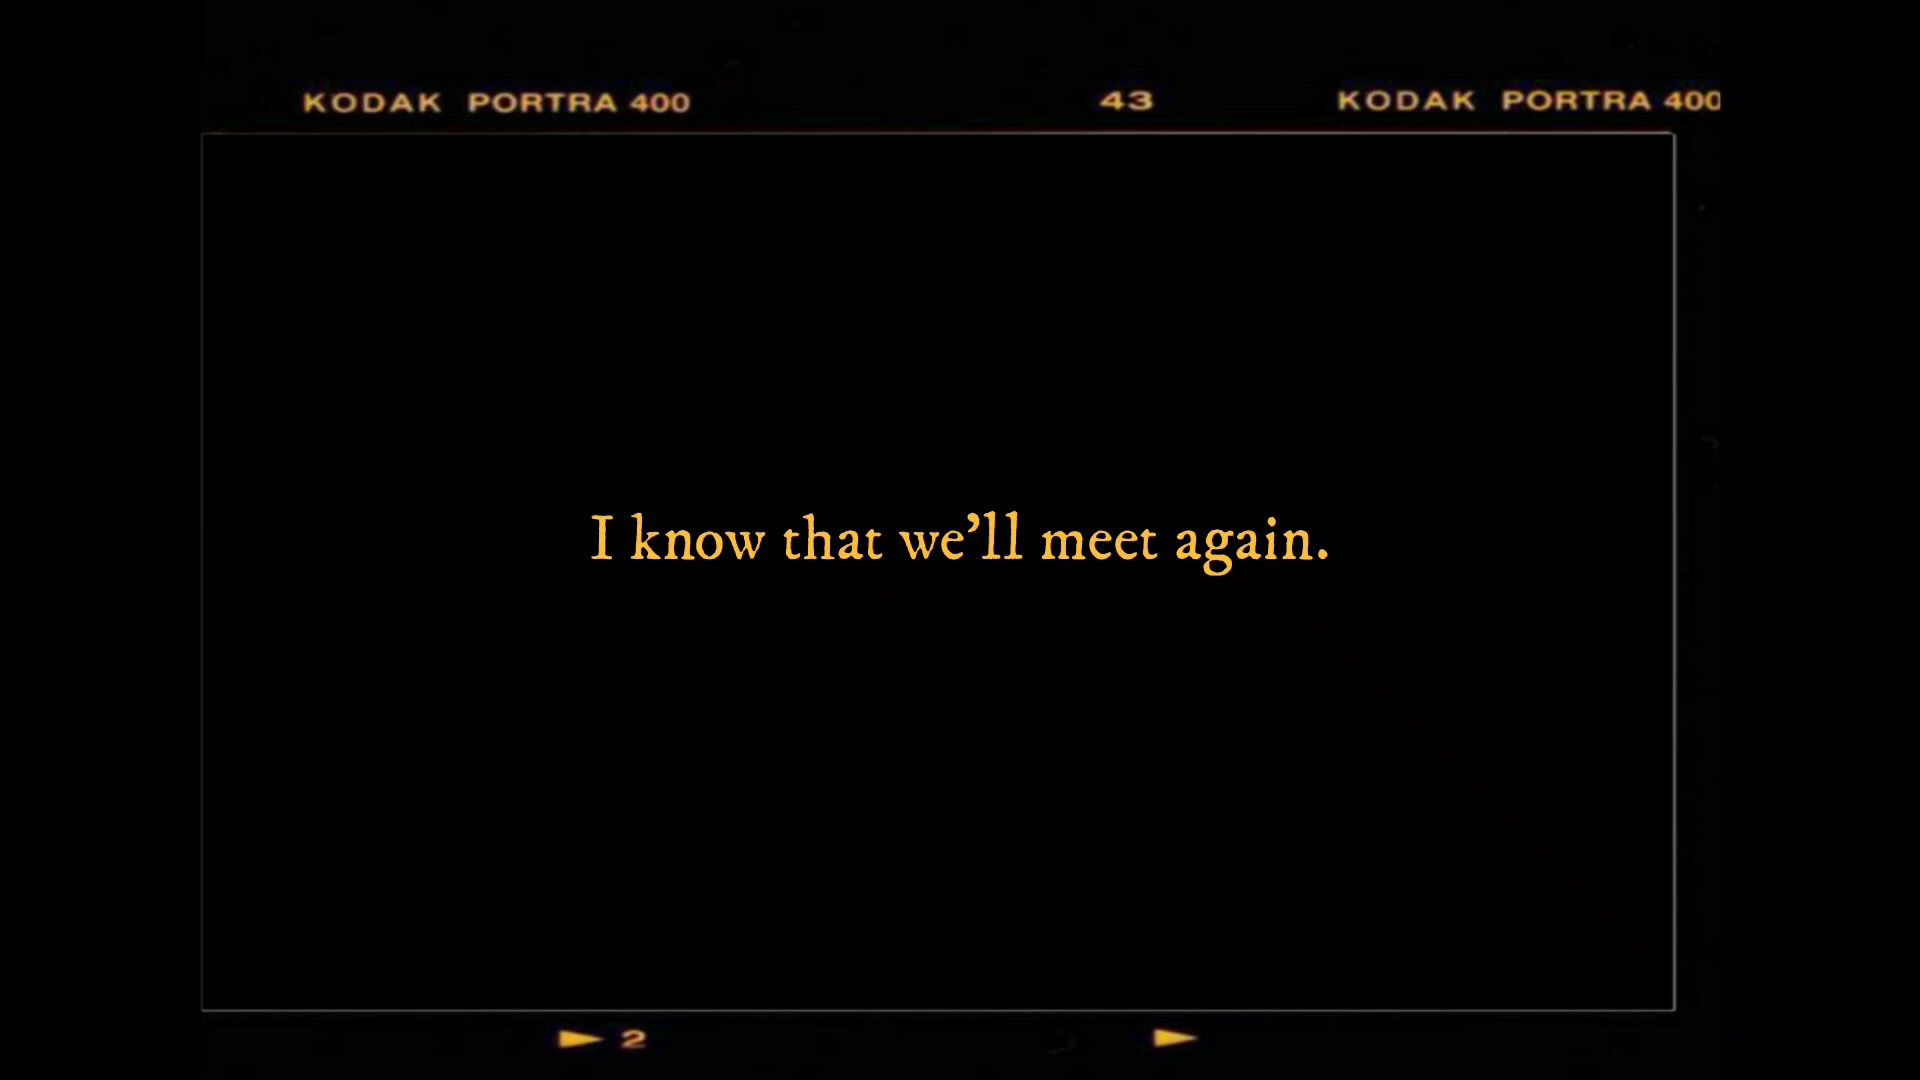 KODAK PORTRA 400 43 KODAK PORTRA 400
I know that we’ll meet again.
2